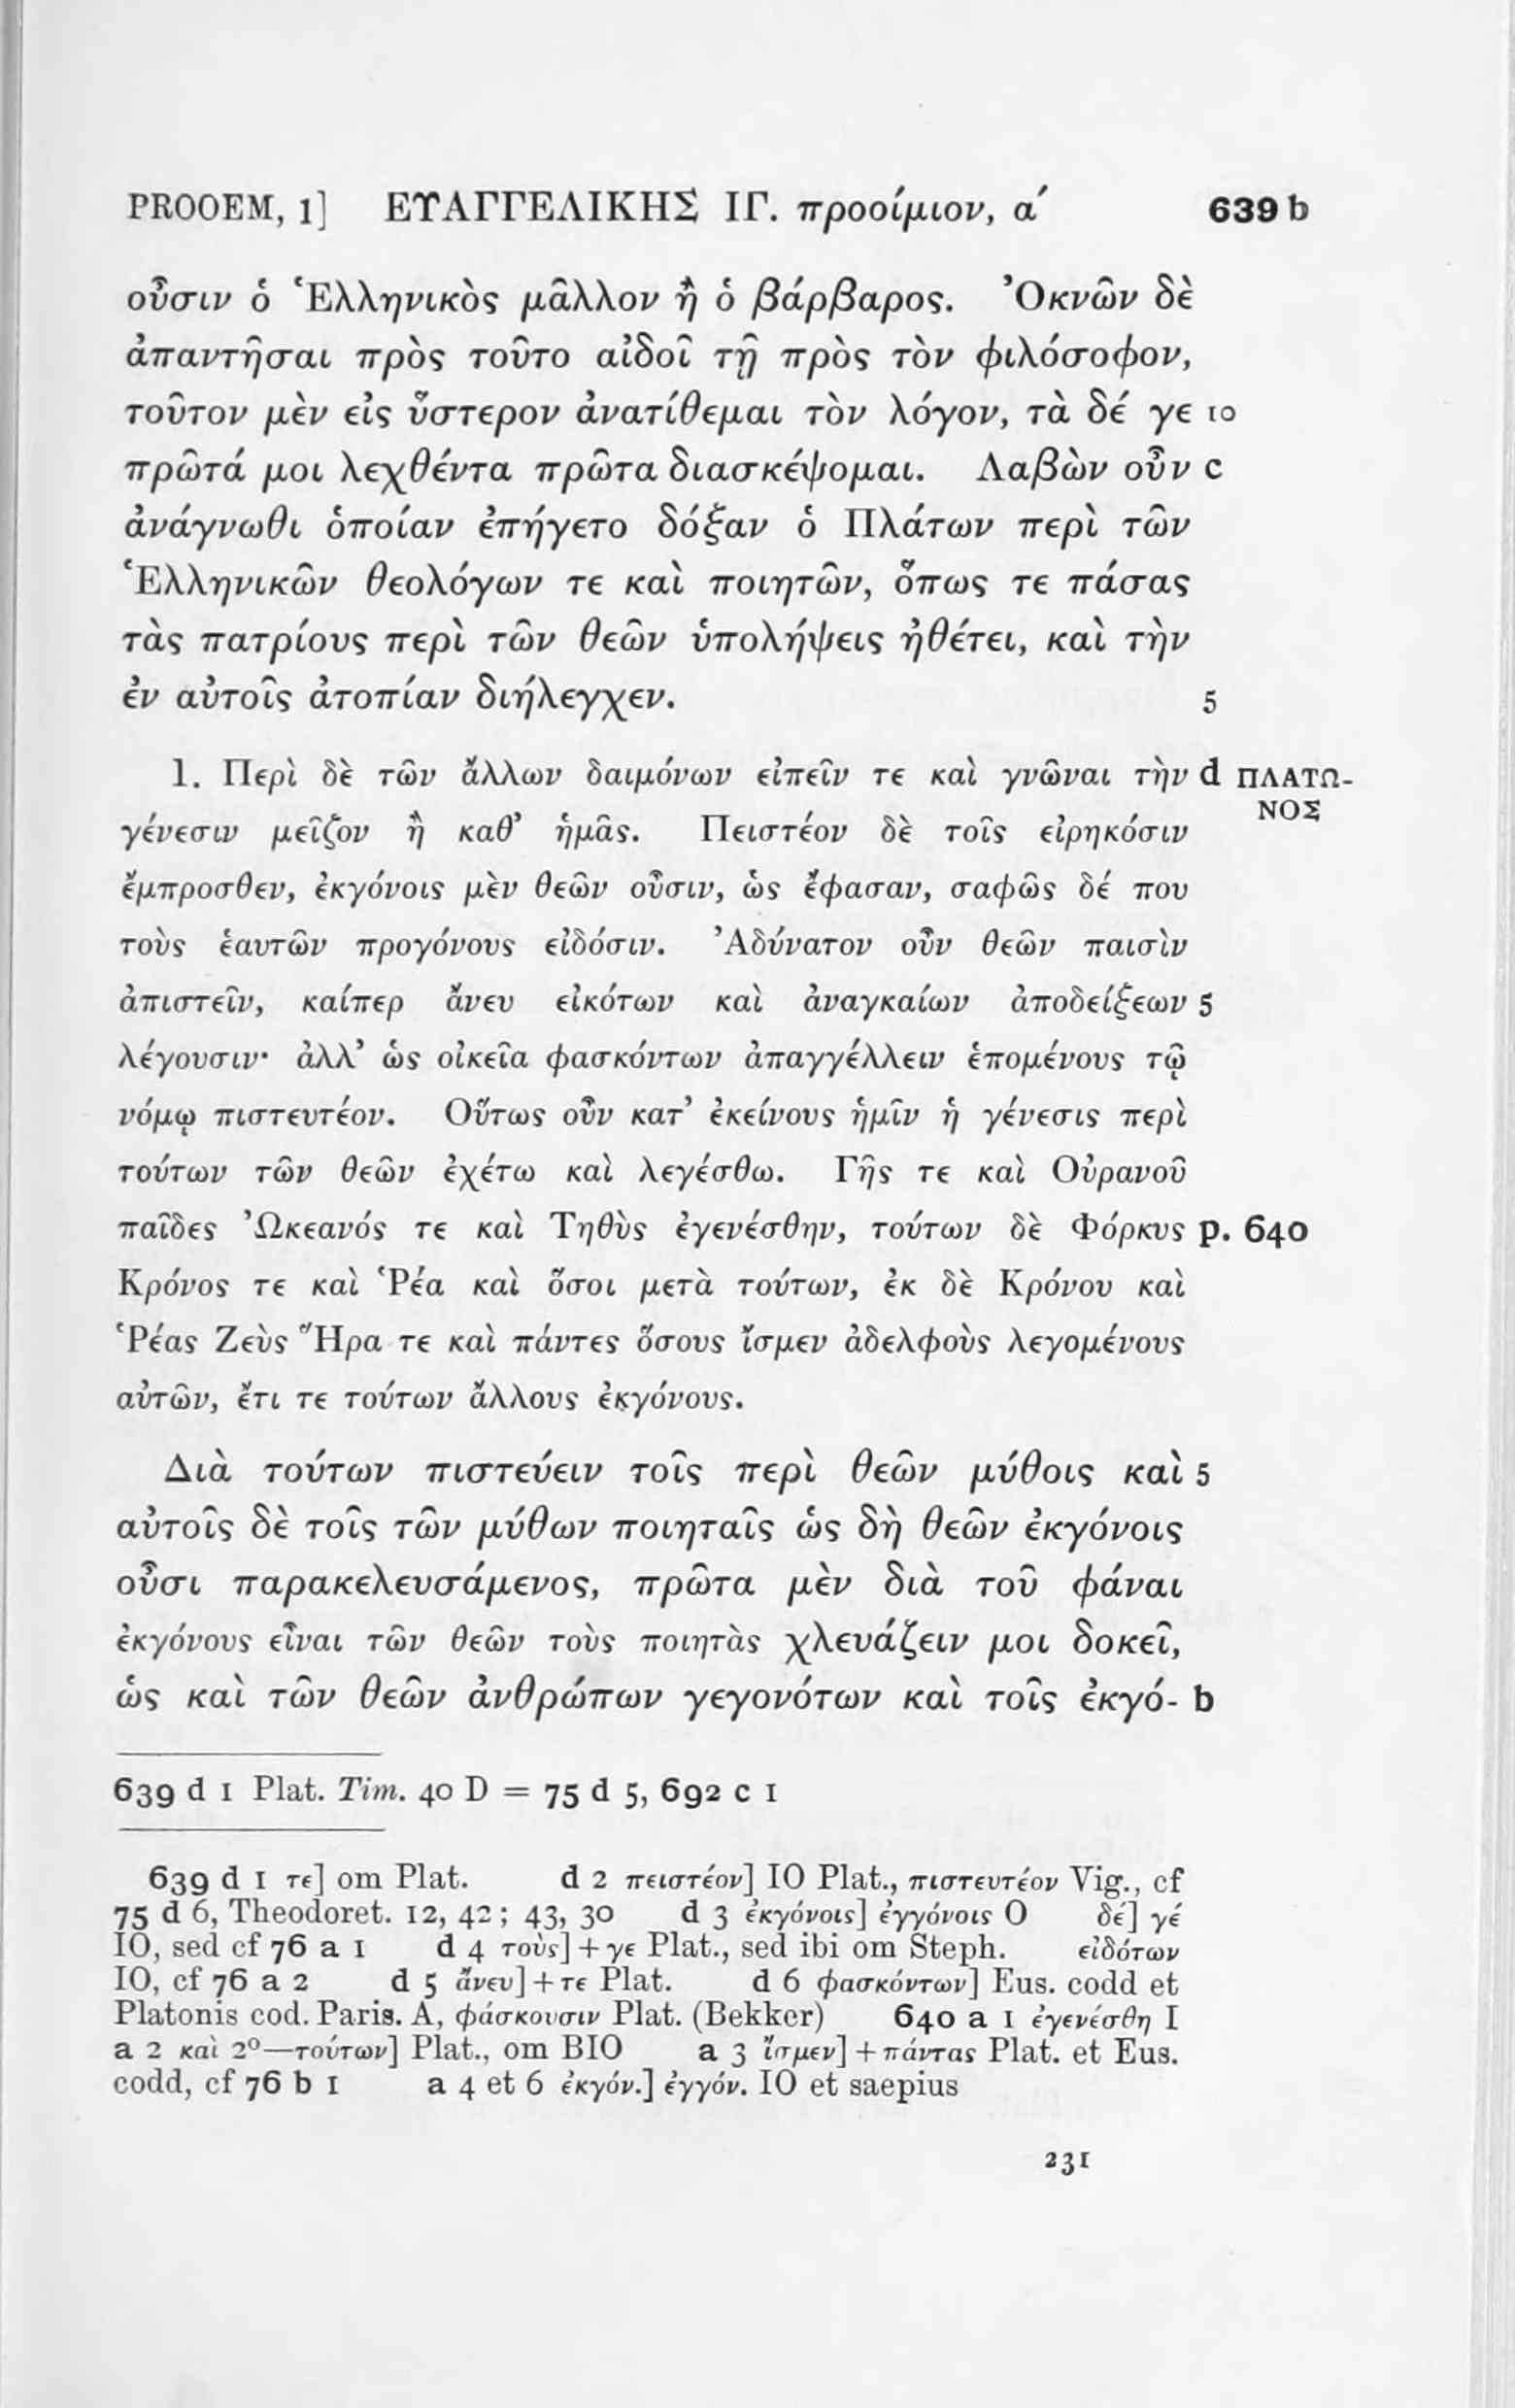 PROOEM, 1] ΕΥΑΓΓΕΛΙΚΗΣ ΙΓ. προοίμιον, α´ 639 b
οὖσιν ὁ Ἑλληνικὸς μᾶλλον ἢ ὁ βάρβαρος. Ὀκνῶν δὲ
ἀπαντῆσαι πρὸς τοῦτο αἰδοῖ τῇ πρὸς τὸν φιλόσοφον,
τοῦτον μὲν εἰς ὕστερον ἀνατίθεμαι τὸν λόγον, τὰ δέ γε 10
πρῶτά μοι λεχθέντα πρῶτα διασκέψομαι. Λαβὼν οὖν c
ἀνάγνωθι ὁποίαν ἐπήγετο δόξαν ὁ Πλάτων περὶ τῶν
Ἑλληνικῶν θεολόγων τε καὶ ποιητῶν, ὅπως τε πάσας
τὰς πατρίους περὶ τῶν θεῶν ὑπολήψεις ἠθέτει, καὶ τὴν
ἐν αὐτοῖς ἀτοπίαν διήλεγχεν. 5
1. Περὶ δὲ τῶν ἄλλων δαιμόνων εἰπεῖν τε καὶ γνῶναι τὴν d ΠΛΑΤΩ-
ΝΟΣ
γένεσιν μεῖζον ἢ καθ’ ἡμᾶς. Πειστέον δὲ τοῖς εἰρηκόσιν
ἔμπροσθεν, ἐκγόνοις μὲν θεῶν οὖσιν, ὡς ἔφασαν, σαφῶς δέ που
τοὺς ἑαυτῶν προγόνους εἰδόσιν. Ἀδύνατον οὖν θεῶν παισὶν
ἀπιστεῖν, καίπερ ἄνευ εἰκότων καὶ ἀναγκαίων ἀποδείξεων 5
λέγουσιν· ἀλλ’ ὡς οἰκεῖα φασκόντων ἀπαγγέλλειν ἑπομένους τῷ
νόμῳ πιστευτέον. Οὕτως οὖν κατ’ ἐκείνους ἡμῖν ἡ γένεσις περὶ
τούτων τῶν θεῶν ἐχέτω καὶ λεγέσθω. Γῆς τε καὶ Οὐρανοῦ
παῖδες Ὠκεανός τε καὶ Τηθὺς ἐγενέσθην, τούτων δὲ Φόρκυς p. 640
Κρόνος τε καὶ Ῥέα καὶ ὅσοι μετὰ τούτων, ἐκ δὲ Κρόνου καὶ
Ῥέας Ζεὺς Ἥρα τε καὶ πάντες ὅσους ἴσμεν ἀδελφοὺς λεγομένους
αὐτῶν, ἔτι τε τούτων ἄλλους ἐκγόνους.
Διὰ τούτων πιστεύειν τοῖς περὶ θεῶν μύθοις καὶ 5
αὐτοῖς δὲ τοῖς τῶν μύθων ποιηταῖς ὡς δὴ θεῶν ἐκγόνοις
οὖσι παρακελευσάμενος, πρῶτα μὲν διὰ τοῦ φάναι
ἐκγόνους εἶναι τῶν θεῶν τοὺς ποιητὰς χλευάζειν μοι δοκεῖ,
ὡς καὶ τῶν θεῶν ἀνθρώπων γεγονότων καὶ τοῖς ἐκγό- b
639 d 1 Plat. Tim. 40 D = 75 d 5, 692 c 1
639 d 1 τε] om Plat. d 2 πειστέον] IO Plat., πιστευτέον Vig., cf
75 d 6, Theodoret. 12, 42; 43, 30 d 3 ἐκγόνοις] ἐγγόνοις O δέ] γέ
IO, sed cf 76 a 1 d 4 τοὺς] + γε Plat., sed ibi om Steph. εἰδότων
IO, cf 76 a 2 d 5 ἄνευ] + τε Plat. d 6 φασκόντων] Eus. codd et
Platonis cod. Paris. A, φάσκουσιν Plat. (Bekker) 640 a 1 ἐγενέσθη I
a 2 καὶ 2º—τούτων] Plat., om BIO a 3 ἴσμεν] + πάντας Plat. et Eus.
codd, cf 76 b 1 a 4 et 6 ἐκγόν.] ἐγγόν. IO et saepius
231